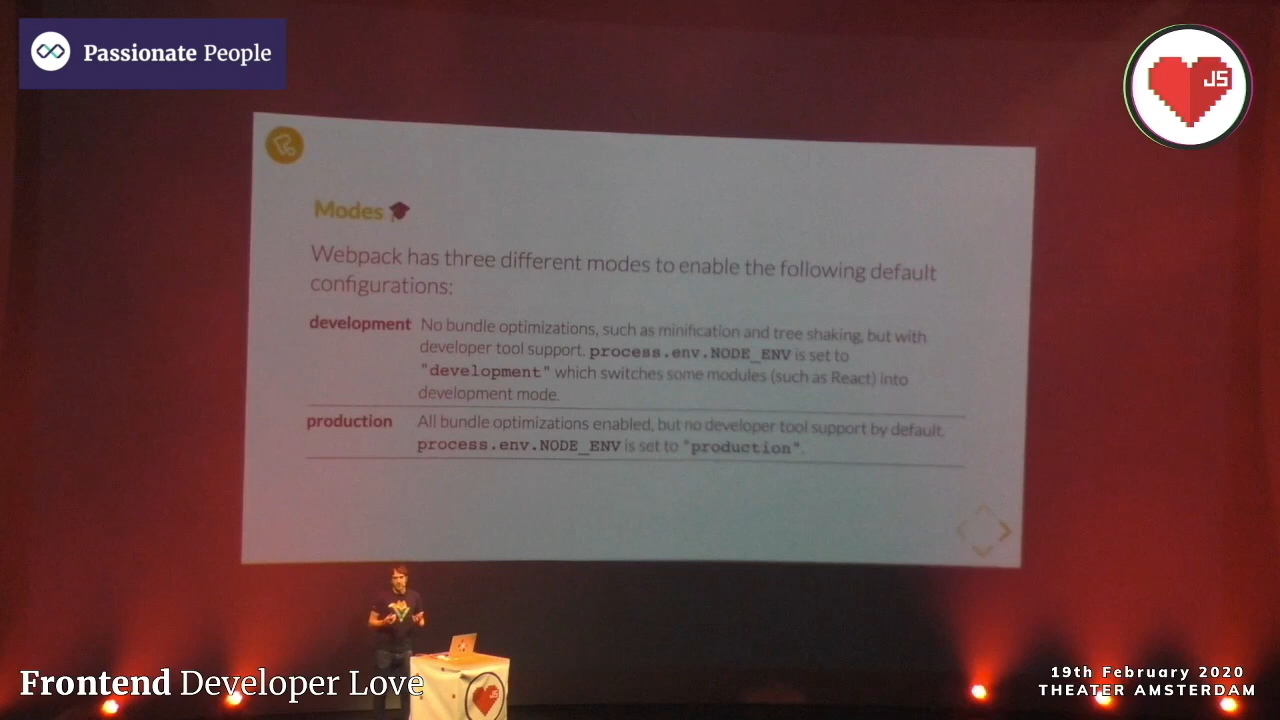 Passionate People
JS
Modes
Webpack has three different modes to enable the following default
configurations:
development No bundle optimizations, such as minification and tree shaking, but with
developer tool support. process.env.NODE_ENV is set to
"development" which switches some modules (such as React) into
development mode.
production All bundle optimizations enabled, but no developer tool support by default.
process.env.NODE_ENV is set to "production".
JS
Frontend Developer Love
19th February 2020
THEATER AMSTERDAM